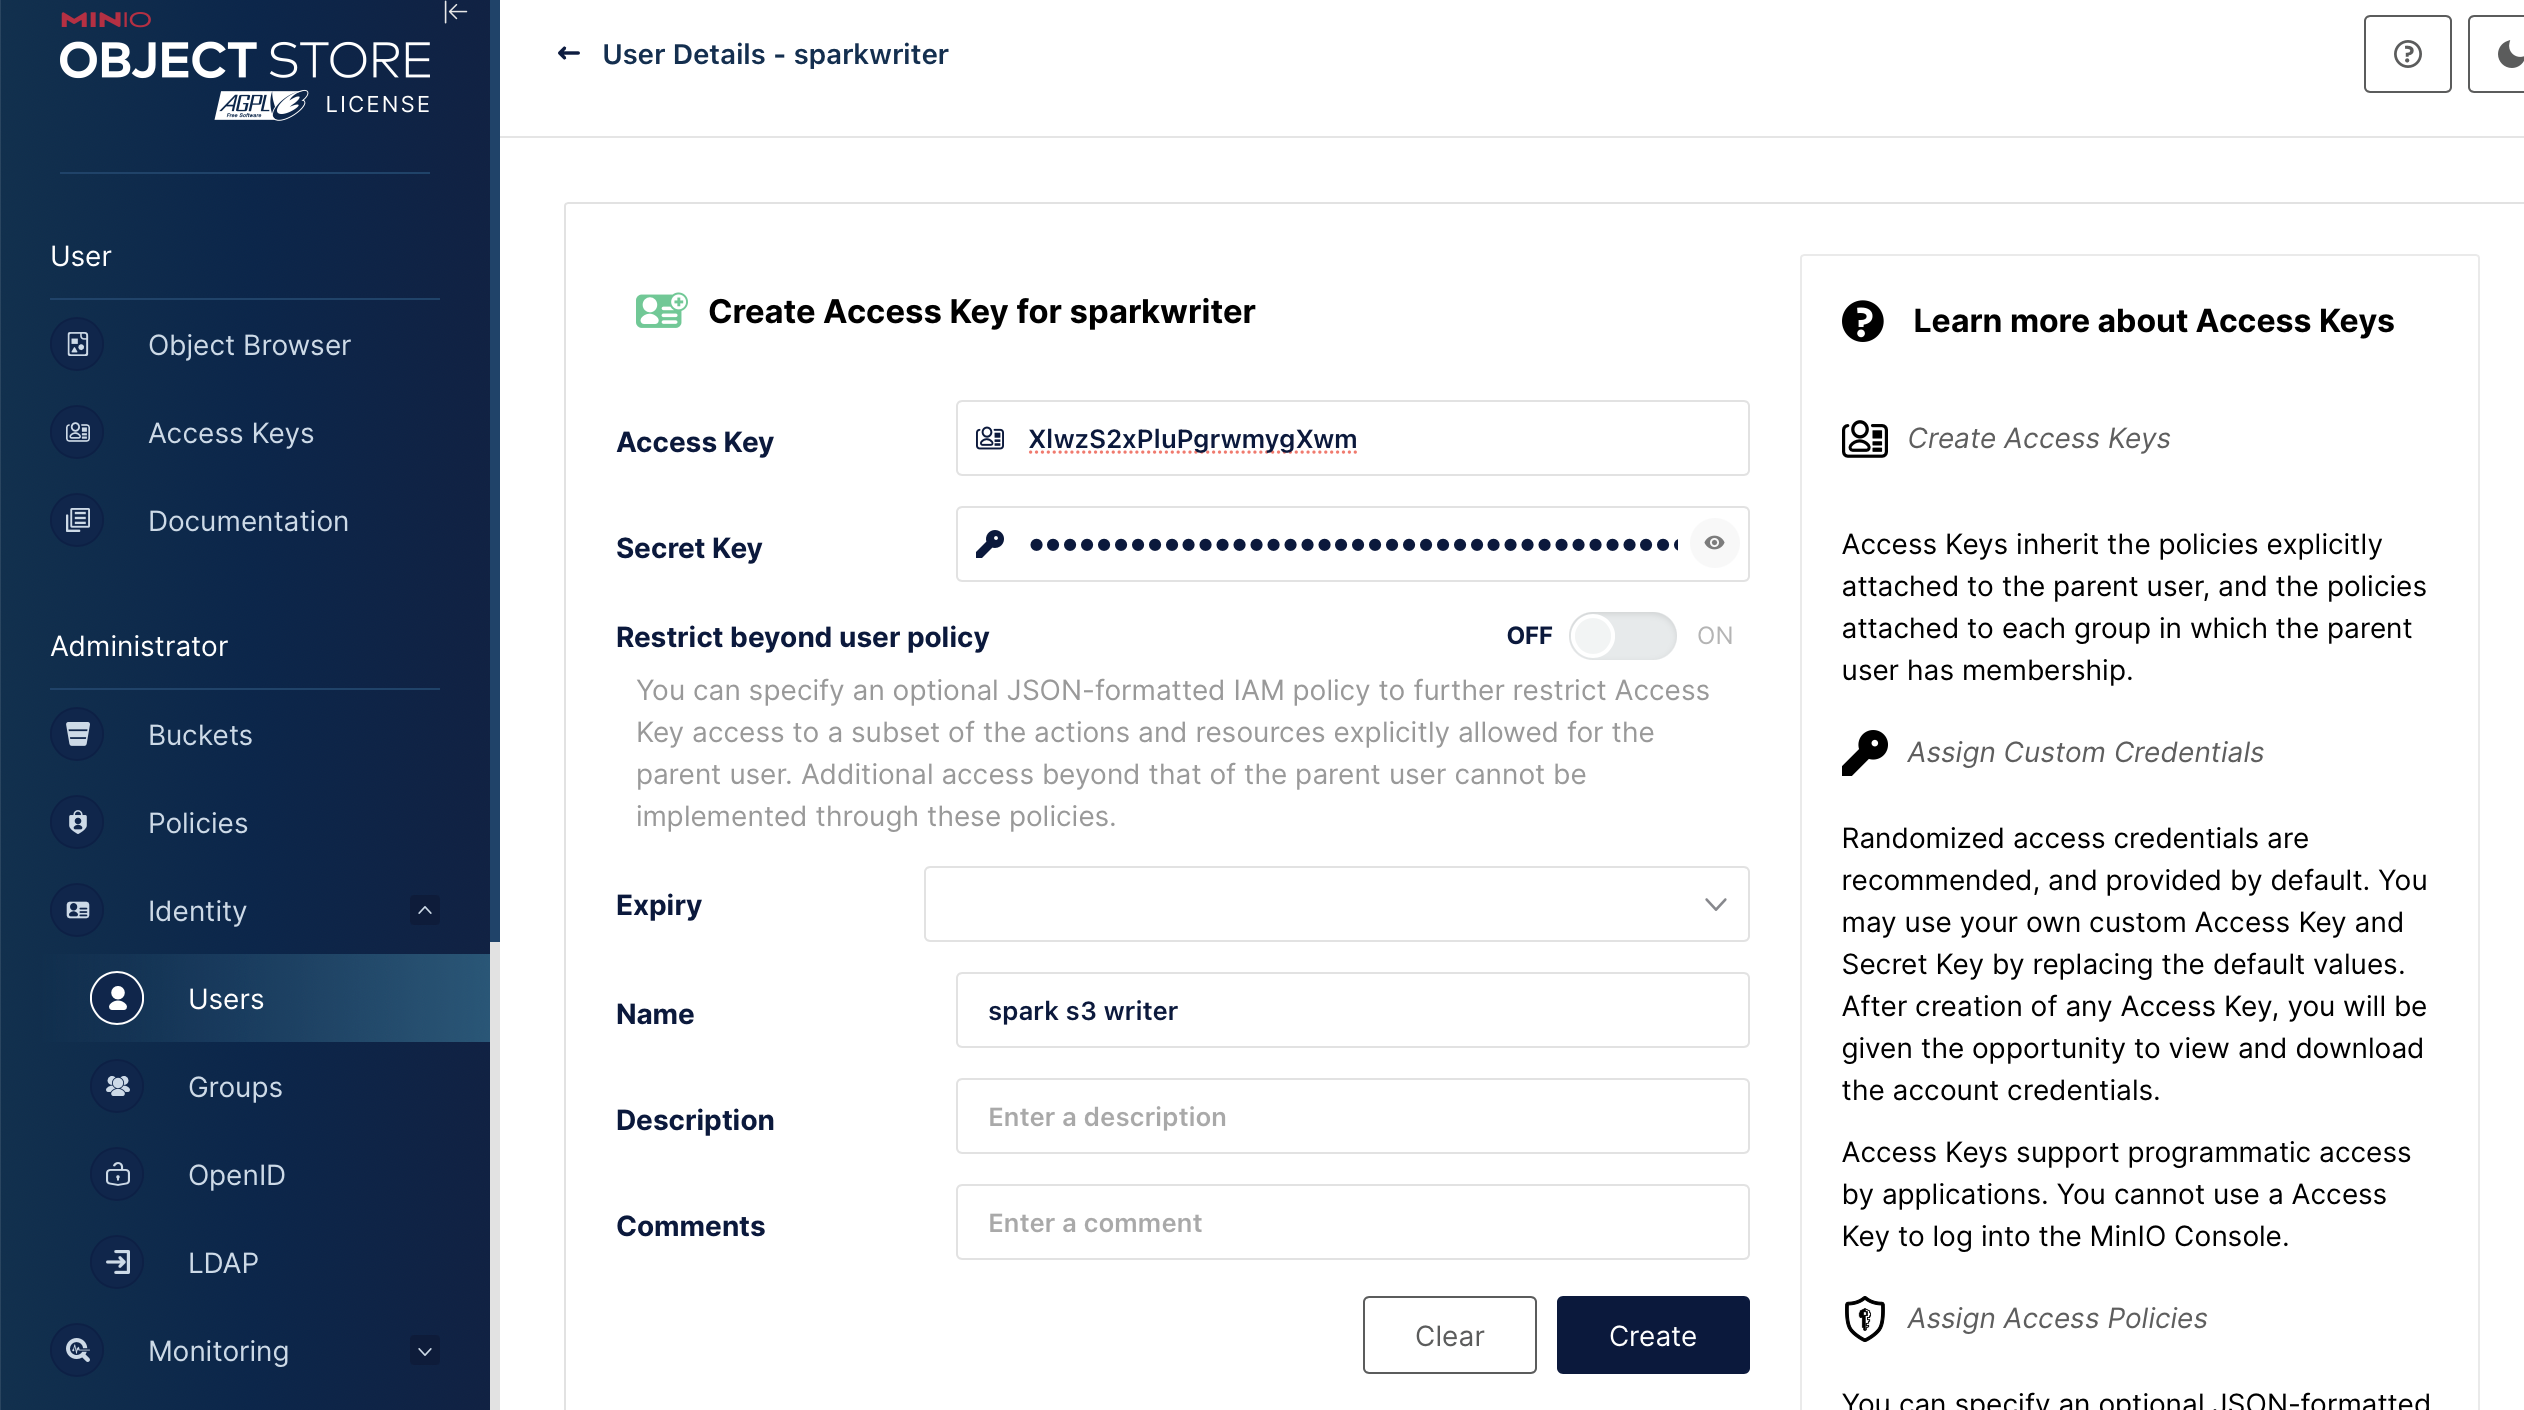 MINIO
OBJECT STORE
AGPL v3 LICENSE
Free Software
User
Object Browser
Access Keys
Documentation
Administrator
Buckets
Policies
Identity
Users
Groups
OpenID
LDAP
Monitoring
User Details - sparkwriter
Create Access Key for sparkwriter
Access Key
XlwzS2xPluPgrwmygXwm
Secret Key
Restrict beyond user policy
OFF ON
You can specify an optional JSON-formatted IAM policy to further restrict Access
Key access to a subset of the actions and resources explicitly allowed for the
parent user. Additional access beyond that of the parent user cannot be
implemented through these policies.
Expiry
Name
spark s3 writer
Description
Enter a description
Comments
Enter a comment
Clear
Create
Learn more about Access Keys
Create Access Keys
Access Keys inherit the policies explicitly
attached to the parent user, and the policies
attached to each group in which the parent
user has membership.
Assign Custom Credentials
Randomized access credentials are
recommended, and provided by default. You
may use your own custom Access Key and
Secret Key by replacing the default values.
After creation of any Access Key, you will be
given the opportunity to view and download
the account credentials.
Access Keys support programmatic access
by applications. You cannot use a Access
Key to log into the MinIO Console.
Assign Access Policies
You can specify an optional JSON-formatted